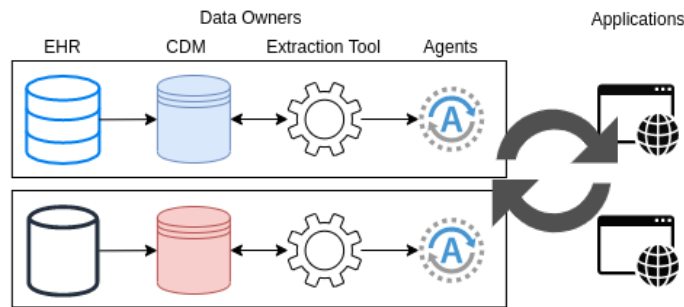 Data Owners
Applications
EHR
CDM
Extraction Tool
Agents
A
A